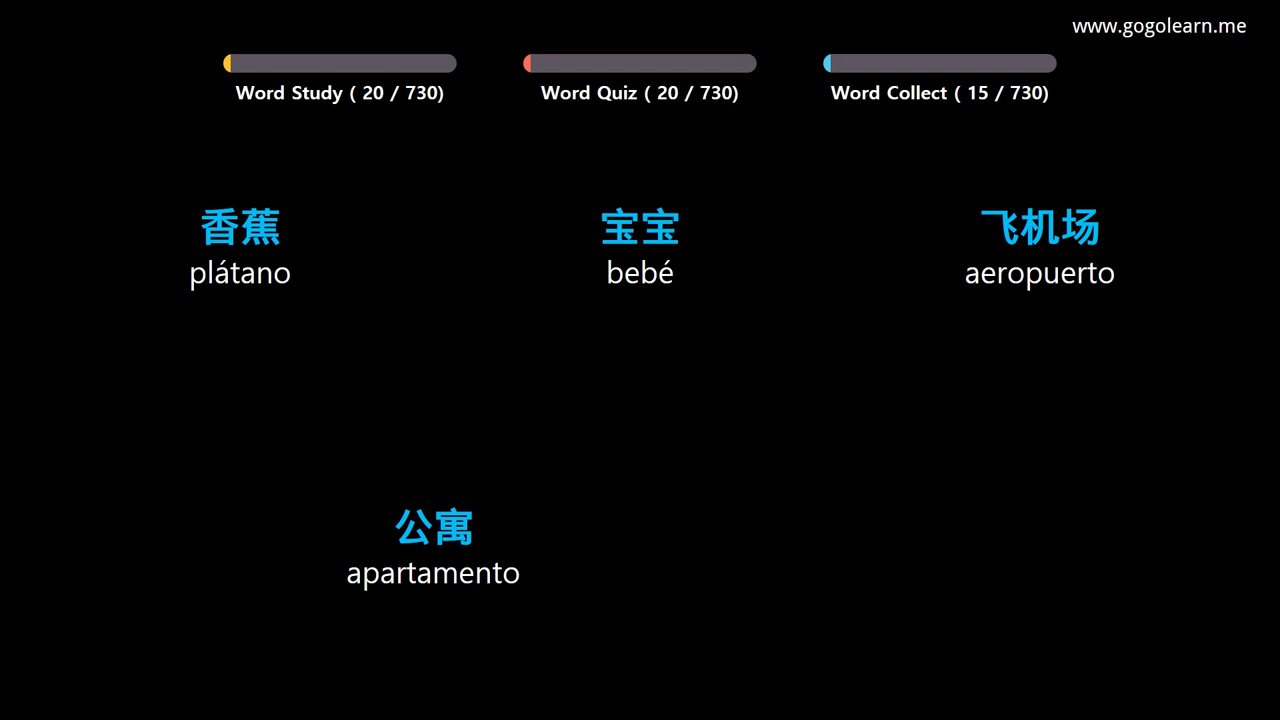 www.gogolearn.me
Word Study ( 20 / 730)
Word Quiz ( 20 / 730)
Word Collect ( 15 / 730)
香蕉
plátano
宝宝
bebé
飞机场
aeropuerto
公寓
apartamento